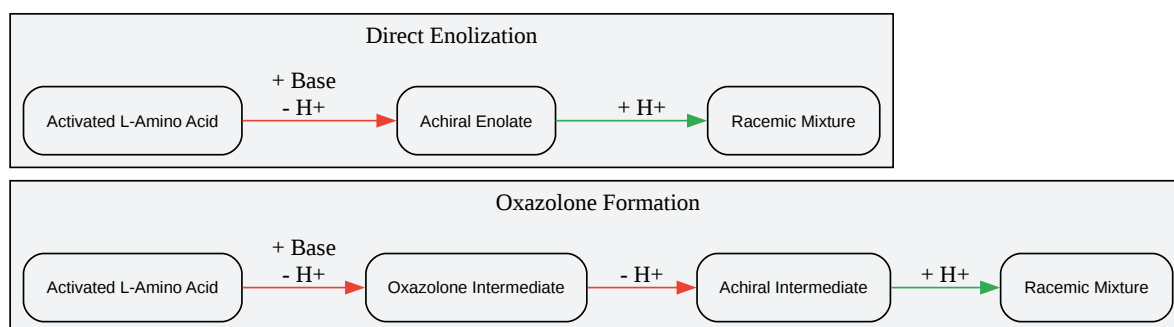 Direct Enolization
+ Base
- H+
+ H+
Activated L-Amino Acid
Achiral Enolate
Racemic Mixture
Oxazolone Formation
+ Base
- H+
- H+
+ H+
Activated L-Amino Acid
Oxazolone Intermediate
Achiral Intermediate
Racemic Mixture